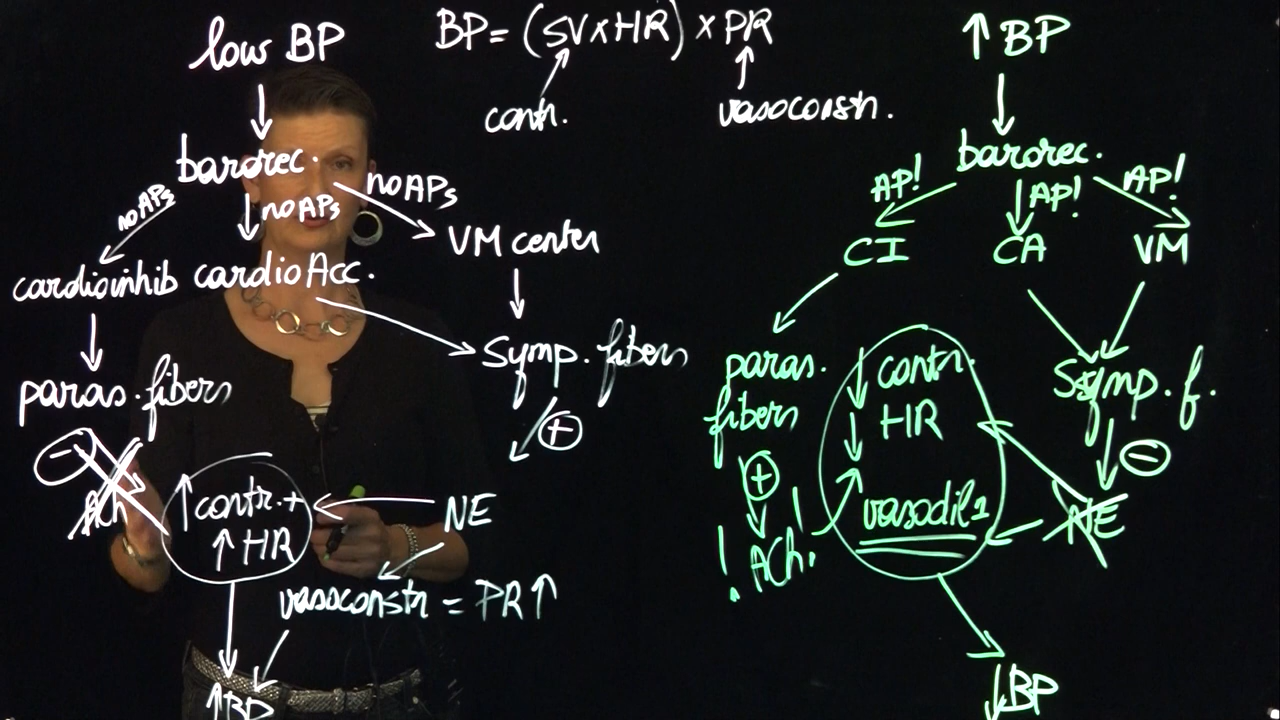 low BP
BP = (SV x HR) x PR
contr.
vasoconstr.
↑ BP
barorec.
no APs
no APs
no APs
cardioinhib
cardioAcc.
VM center
paras. fibers
symp. fibers
⊖
ACh
⊕
↑ contr. +
↑ HR
NE
vasoconstr = PR ↑
↑ BP
barorec.
AP!
AP!
AP!
CI
CA
VM
paras.
fibers
⊕
! ACh !
↓ contr.
↓ HR
vasodil
Symp. f.
⊖
NE
↓ BP